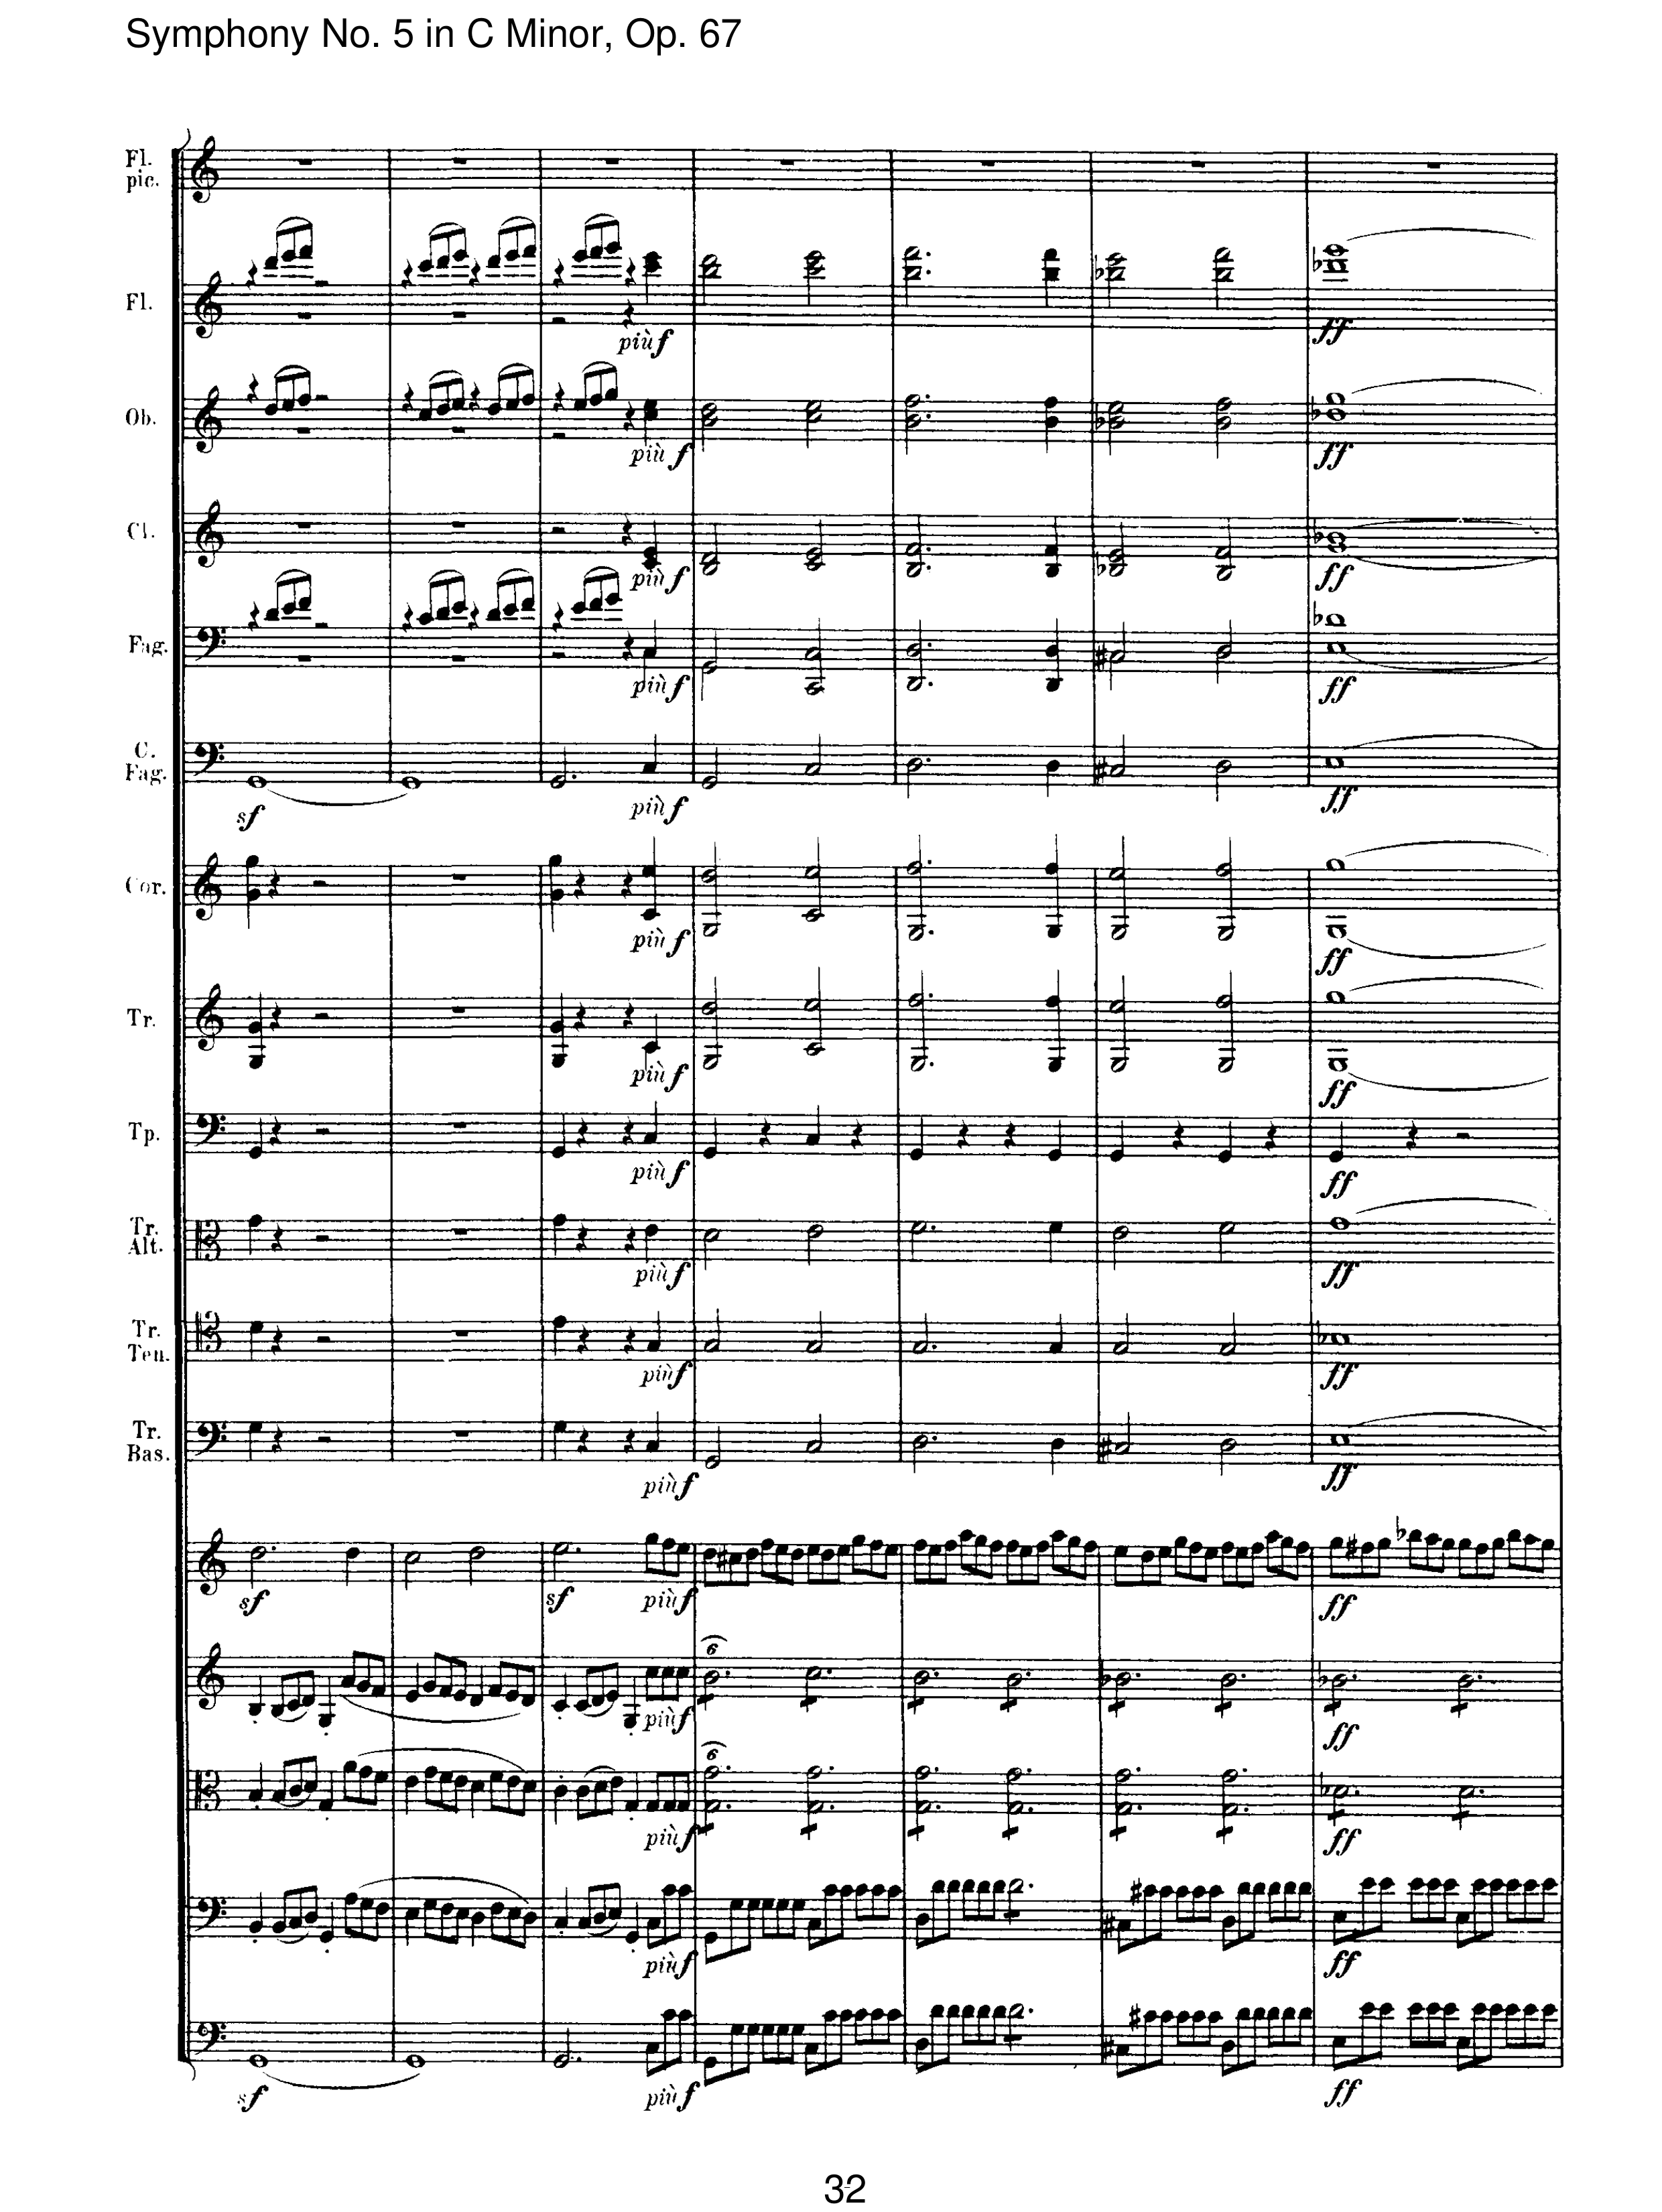 Symphony No. 5 in C Minor, Op. 67
Fl.
pic.
Fl.
più f
ff
Ob.
più f
ff
Cl.
più f
ff
Fag.
più f
ff
C.
Fag.
sf
più f
ff
Cor.
più f
ff
Tr.
più f
ff
Tp.
più f
ff
Tr.
Alt.
più f
ff
Tr.
Ten.
più f
ff
Tr.
Bas.
più f
ff
sf
sf
più f
ff
6
più f
ff
6
più f
ff
più f
ff
sf
più f
ff
32